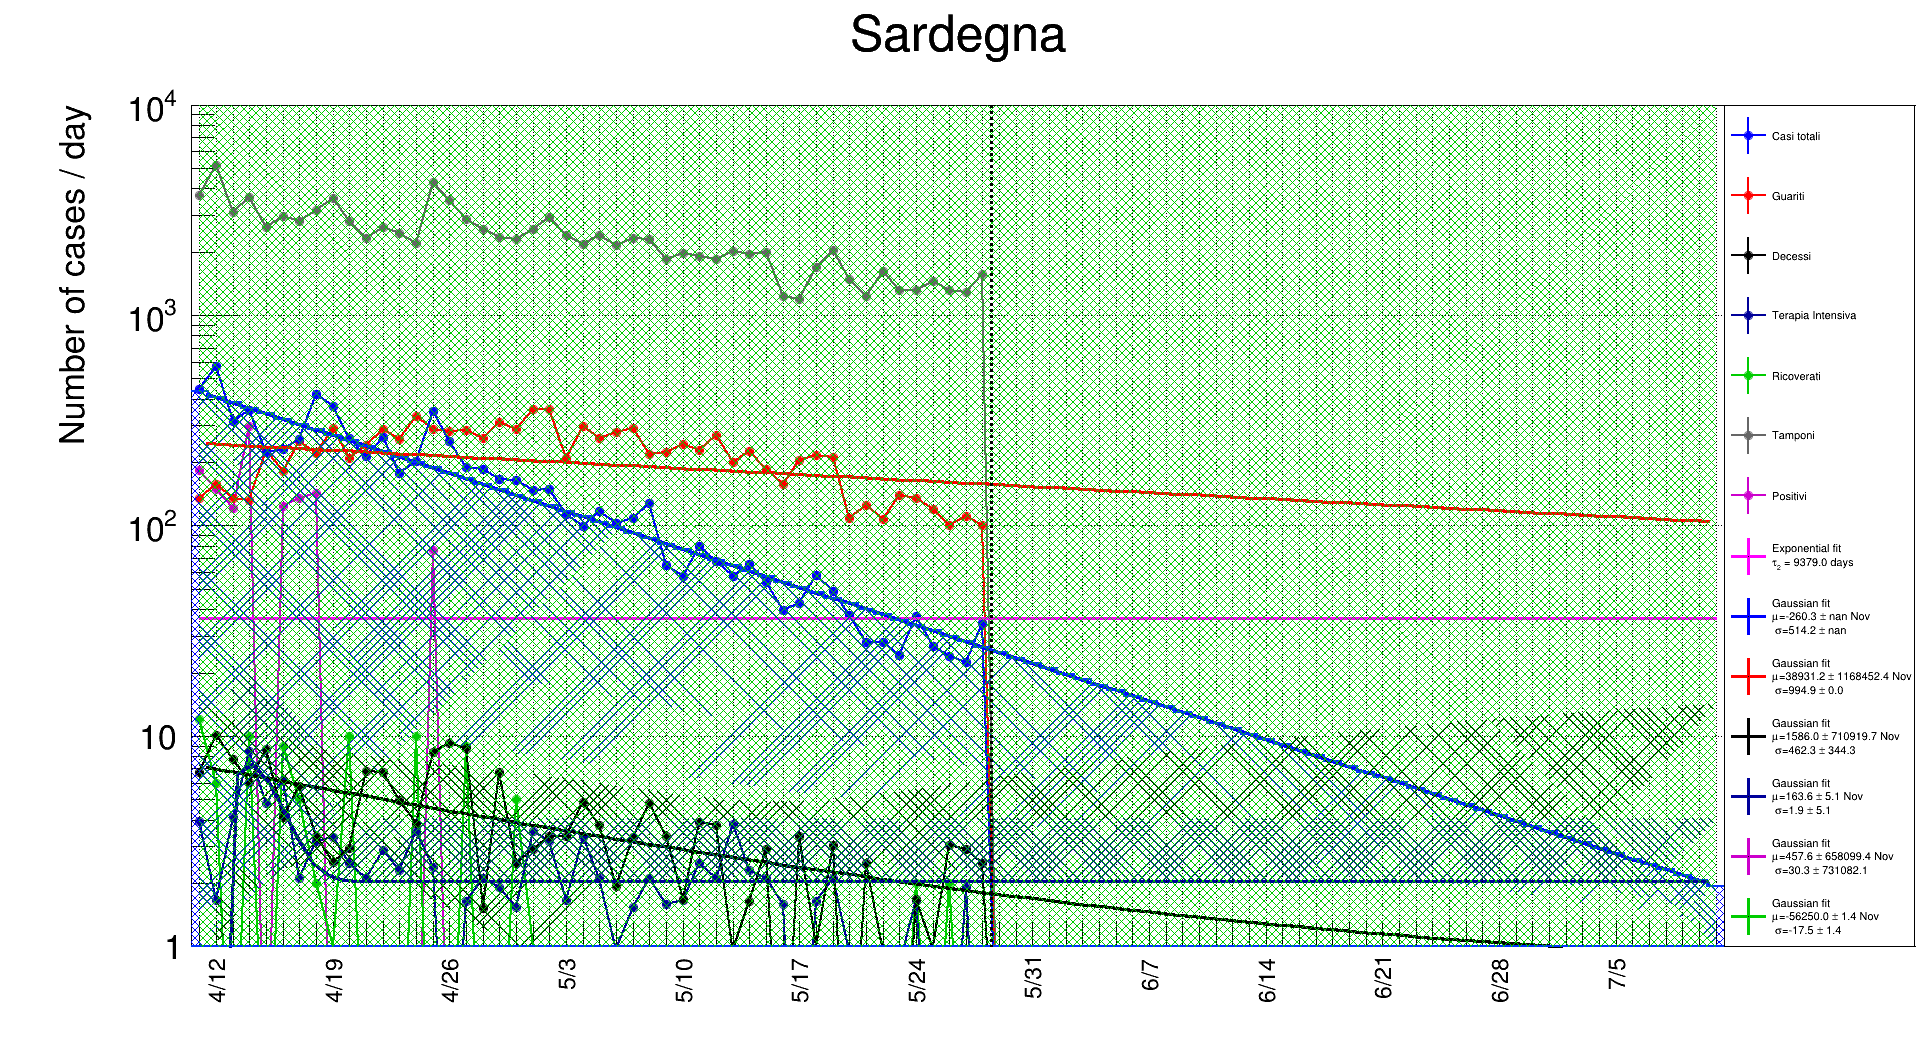 Sardegna
Number of cases / day
10⁴
10³
10²
10
1
4/12
4/19
4/26
5/3
5/10
5/17
5/24
5/31
6/7
6/14
6/21
6/28
7/5
Casi totali
Guariti
Decessi
Terapia Intensiva
Ricoverati
Tamponi
Positivi
Exponential fit
τ₂ = 9379.0 days
Gaussian fit
μ=-260.3 ± nan Nov
σ=514.2 ± nan
Gaussian fit
μ=38931.2 ± 1168452.4 Nov
σ=994.9 ± 0.0
Gaussian fit
μ=1586.0 ± 710919.7 Nov
σ=462.3 ± 344.3
Gaussian fit
μ=163.6 ± 5.1 Nov
σ=1.9 ± 5.1
Gaussian fit
μ=457.6 ± 658099.4 Nov
σ=30.3 ± 731082.1
Gaussian fit
μ=-56250.0 ± 1.4 Nov
σ=-17.5 ± 1.4